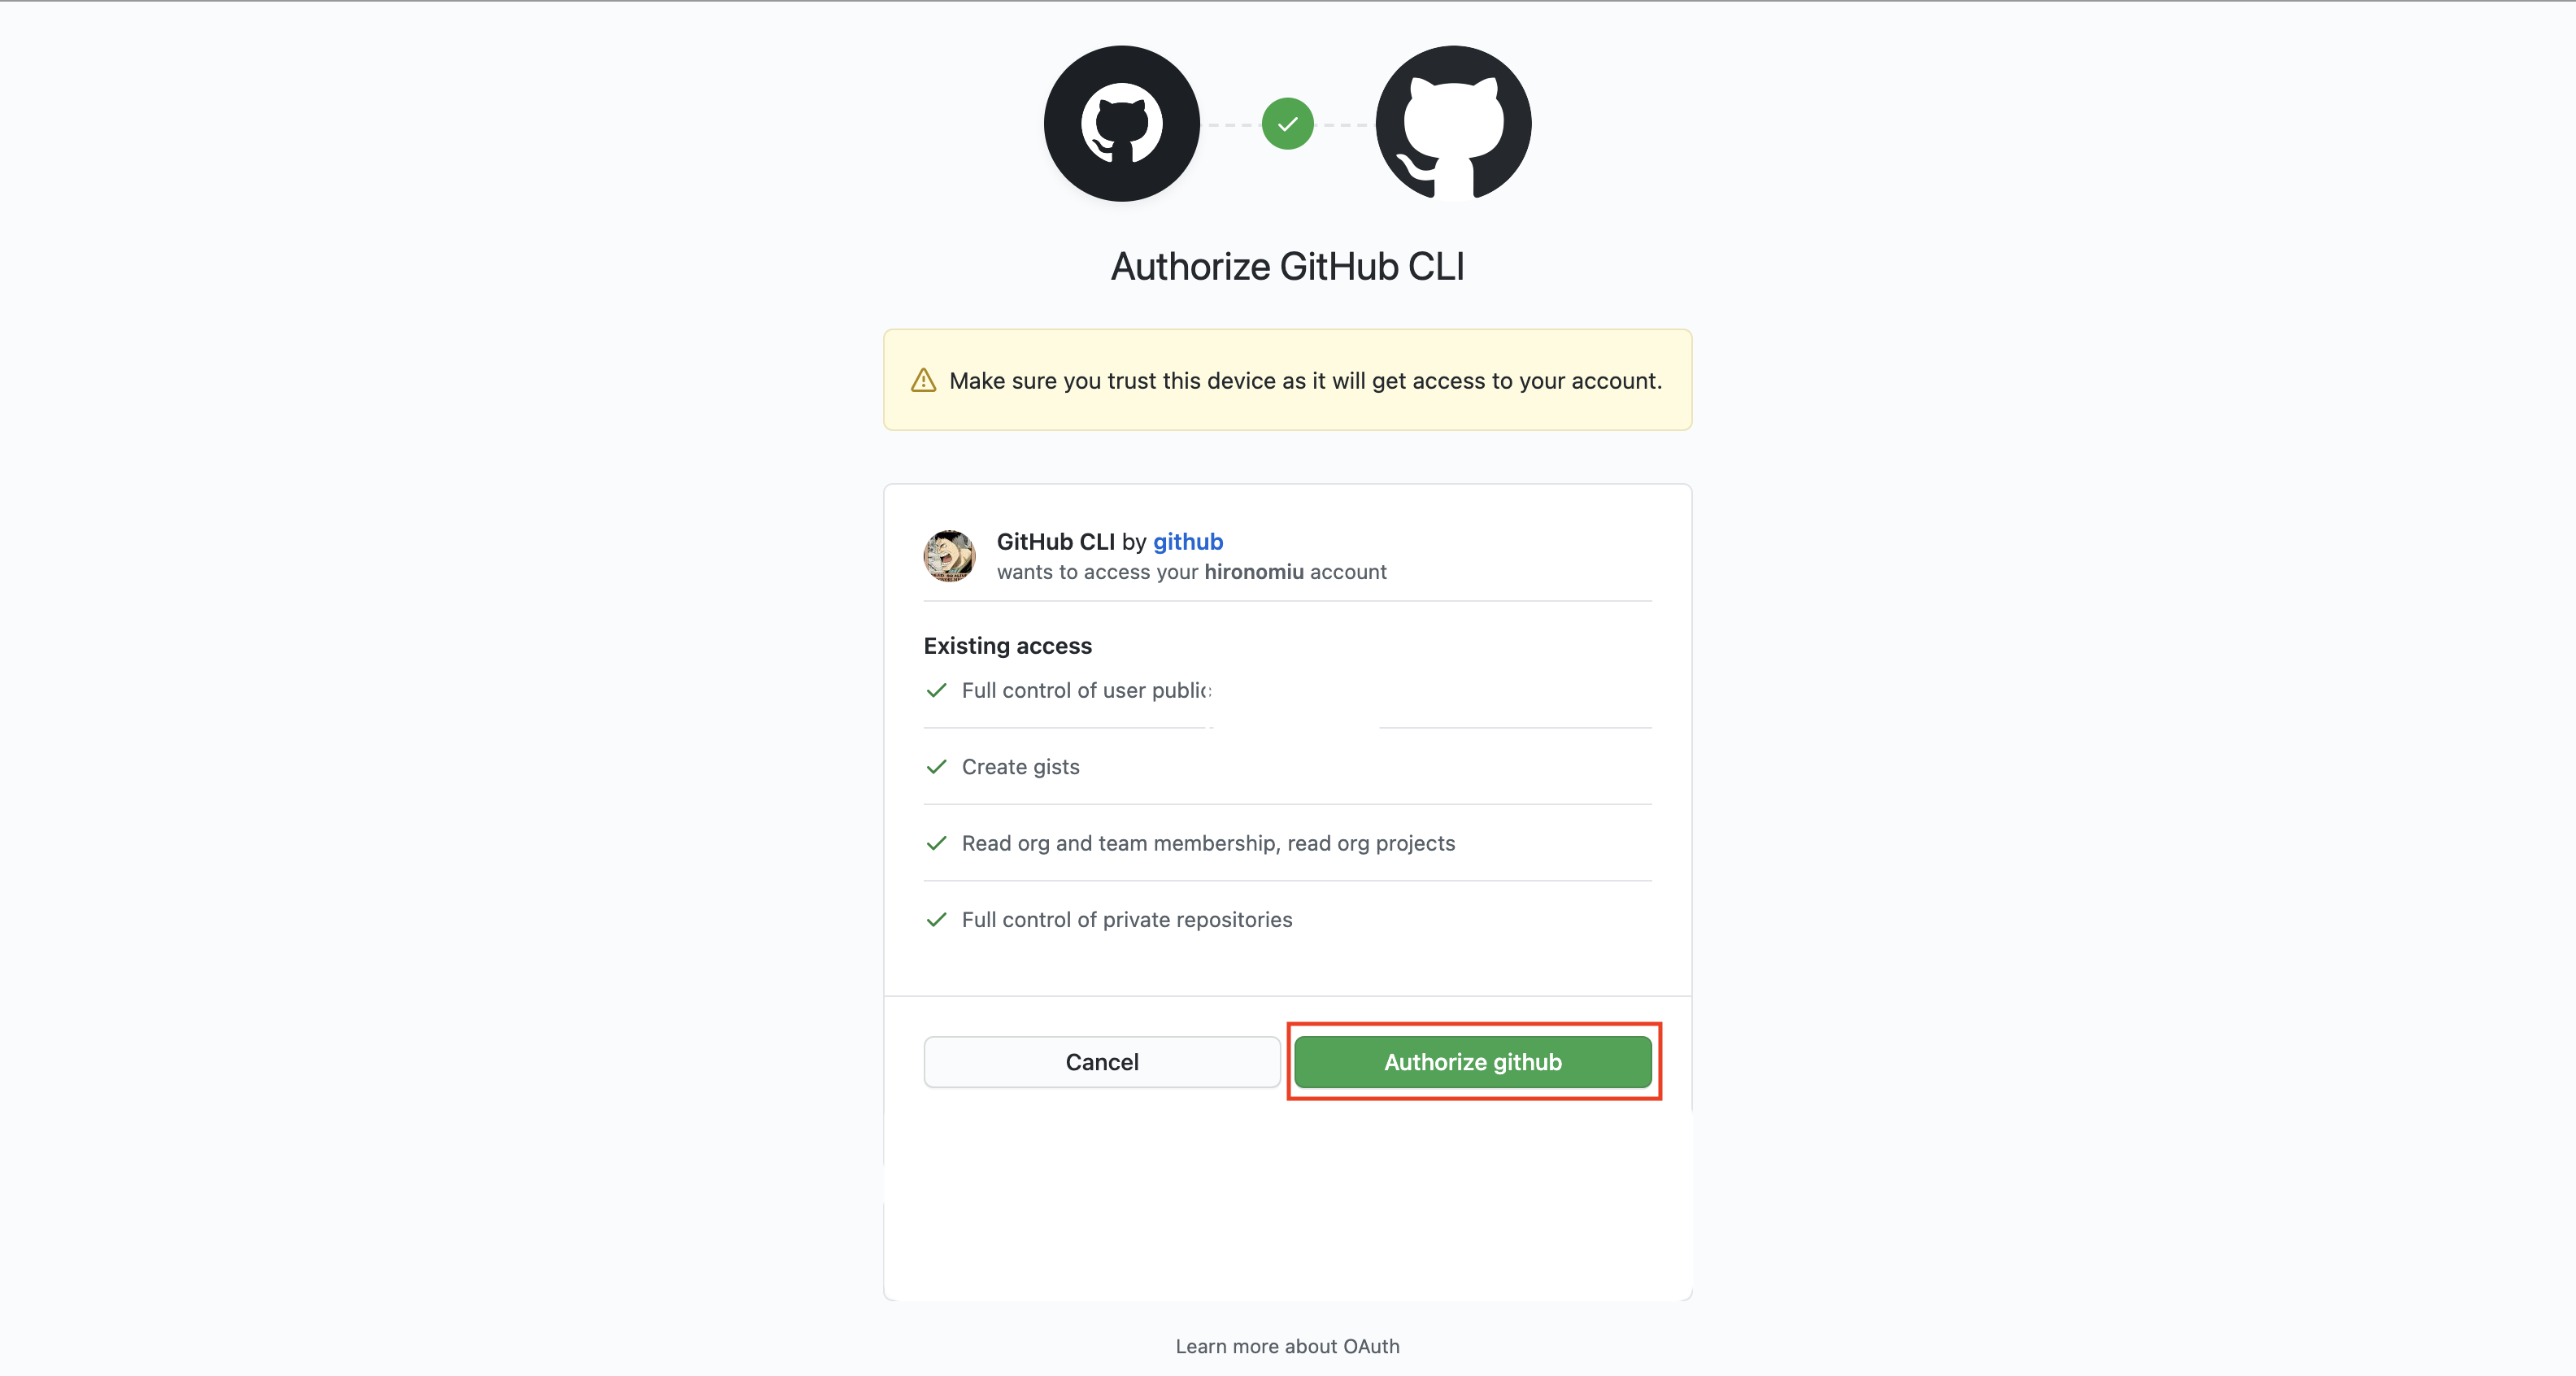 Authorize GitHub CLI
Make sure you trust this device as it will get access to your account.
GitHub CLI by github
wants to access your hironomiu account
Existing access
Full control of user public
Create gists
Read org and team membership, read org projects
Full control of private repositories
Cancel
Authorize github
Learn more about OAuth